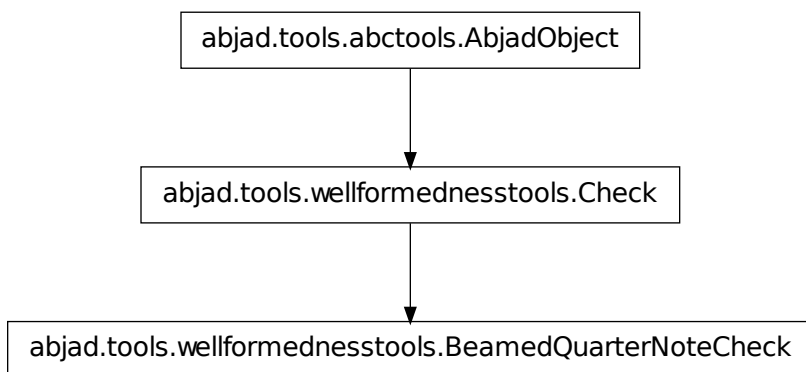 abjad.tools.abctools.AbjadObject
abjad.tools.wellformednesstools.Check
abjad.tools.wellformednesstools.BeamedQuarterNoteCheck